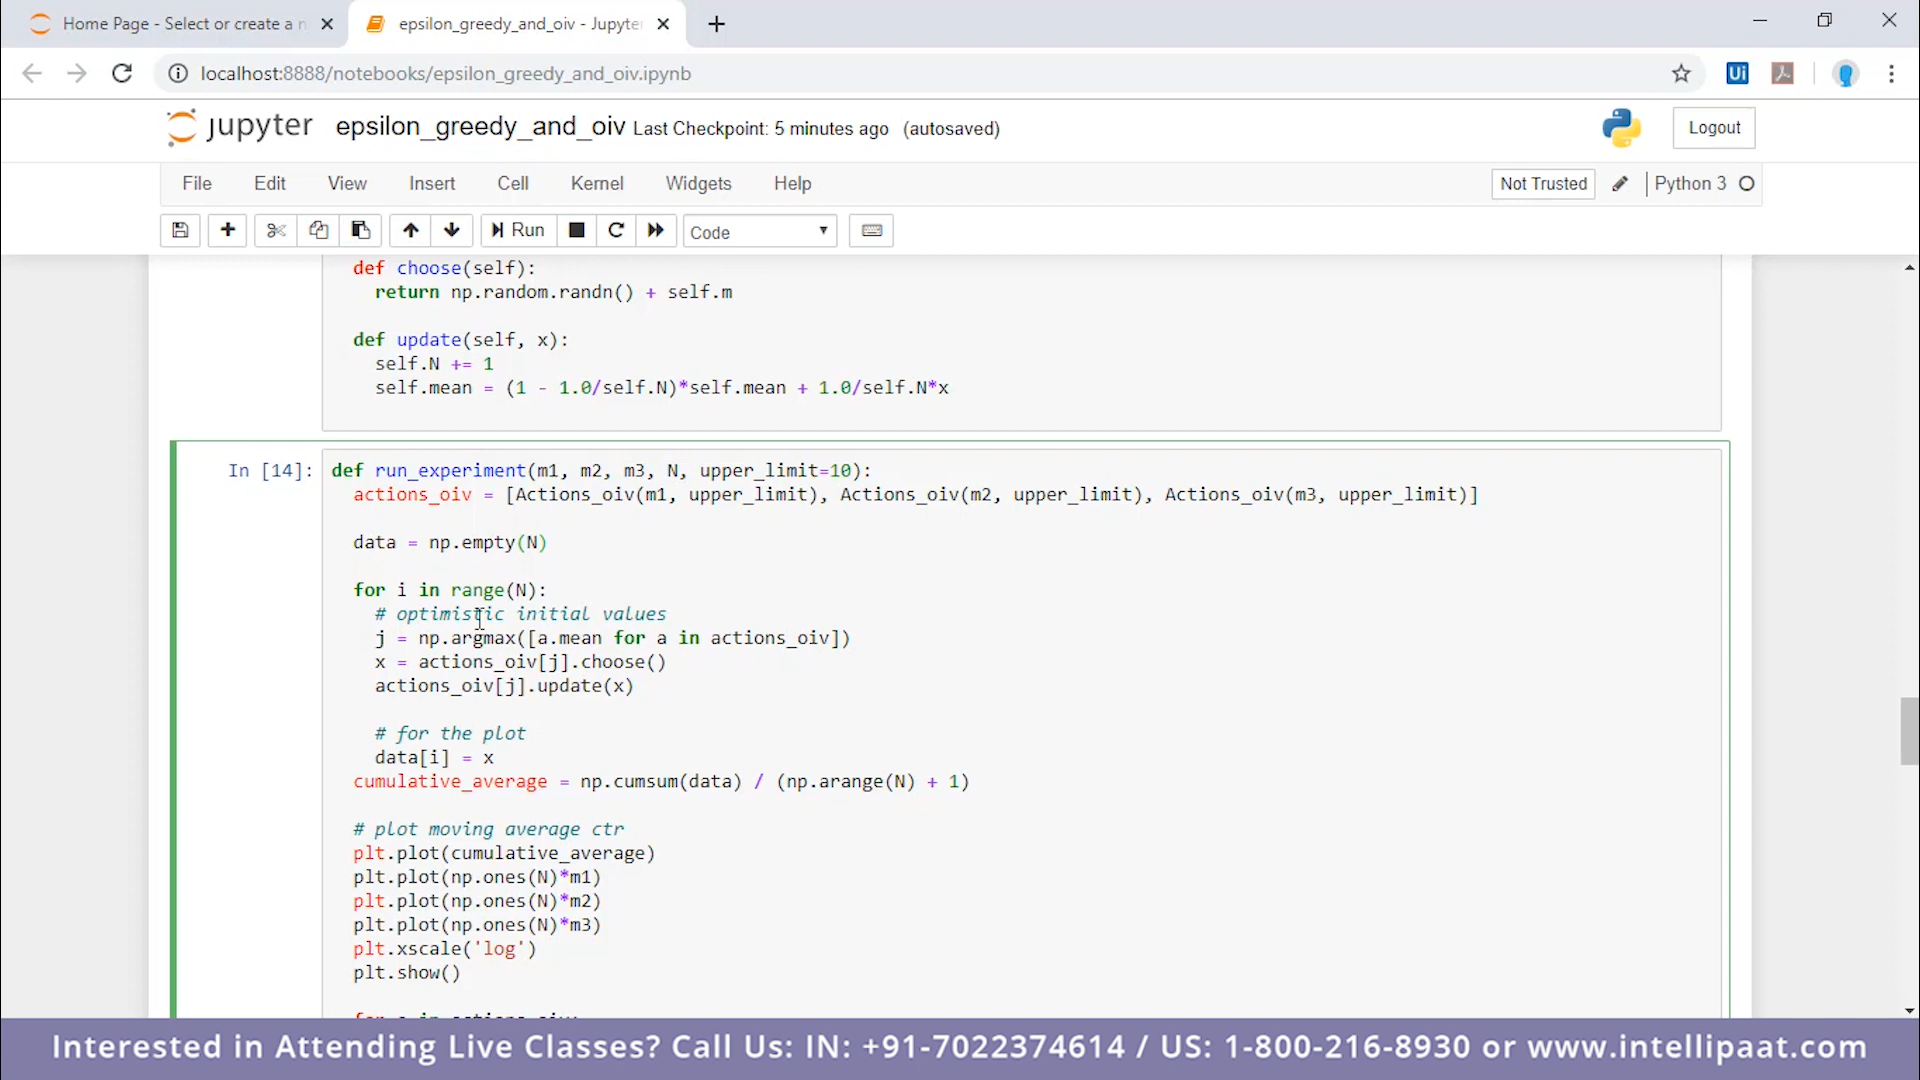 Home Page - Select or create a n
epsilon_greedy_and_oiv - Jupyte
localhost:8888/notebooks/epsilon_greedy_and_oiv.ipynb
Ui
jupyter epsilon_greedy_and_oiv Last Checkpoint: 5 minutes ago (autosaved)
Logout
File Edit View Insert Cell Kernel Widgets Help
Not Trusted
Python 3
Run
Code
def choose(self):
return np.random.randn() + self.m
def update(self, x):
self.N += 1
self.mean = (1 - 1.0/self.N)*self.mean + 1.0/self.N*x
In [14]:
def run_experiment(m1, m2, m3, N, upper_limit=10):
actions_oiv = [Actions_oiv(m1, upper_limit), Actions_oiv(m2, upper_limit), Actions_oiv(m3, upper_limit)]
data = np.empty(N)
for i in range(N):
# optimistic initial values
j = np.argmax([a.mean for a in actions_oiv])
x = actions_oiv[j].choose()
actions_oiv[j].update(x)
# for the plot
data[i] = x
cumulative_average = np.cumsum(data) / (np.arange(N) + 1)
# plot moving average ctr
plt.plot(cumulative_average)
plt.plot(np.ones(N)*m1)
plt.plot(np.ones(N)*m2)
plt.plot(np.ones(N)*m3)
plt.xscale('log')
plt.show()
Interested in Attending Live Classes? Call Us: IN: +91-7022374614 / US: 1-800-216-8930 or www.intellipaat.com